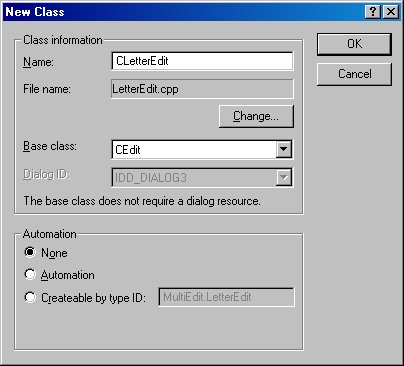 New Class
Class information
Name:
CLetterEdit
OK
File name:
LetterEdit.cpp
Cancel
Change...
Base class:
CEdit
Dialog ID:
IDD_DIALOG3
The base class does not require a dialog resource.
Automation
None
Automation
Createable by type ID:
MultiEdit.LetterEdit